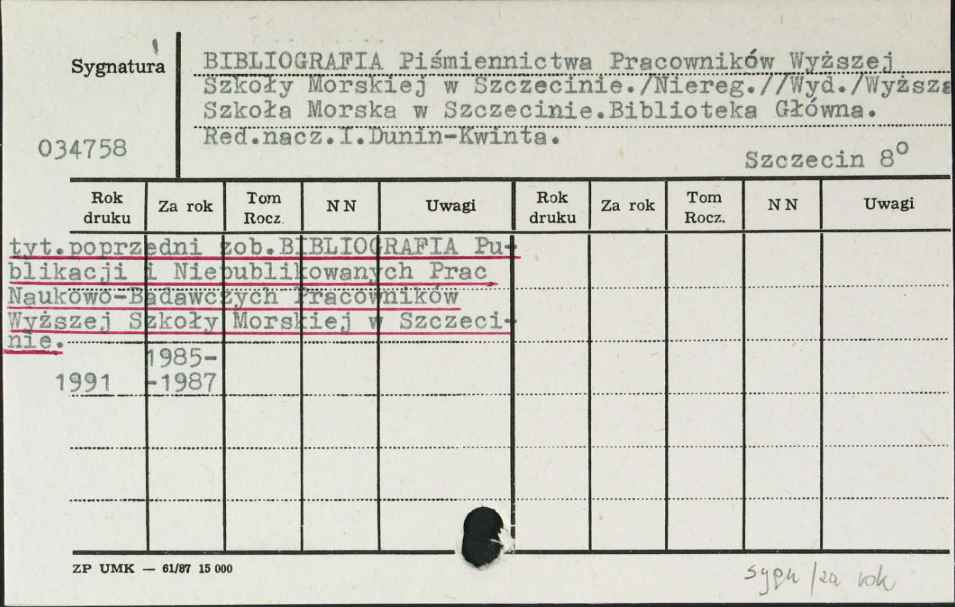 Sygnatura
BIBLIOGRAFIA Piśmiennictwa Pracowników Wyższej
Szkoły Morskiej w Szczecinie./Niereg.//Wyd./Wyższa
Szkoła Morska w Szczecinie.Biblioteka Główna.
Red.nacz.I.Dunin-Kwinta.
034758
Szczecin 8°
Rok druku Za rok Tom Rocz. NN Uwagi Rok druku Za rok Tom Rocz. NN Uwagi
tyt.poprzedni zob.BIBLIOGRAFIA Pu-
blikacji i Niepublikowanych Prac
Naukowo-Badawczych Pracowników
Wyższej Szkoły Morskiej w Szczeci-
nie.
1985-
1991 -1987
ZP UMK — 61/87 15 000
sygn/za rok